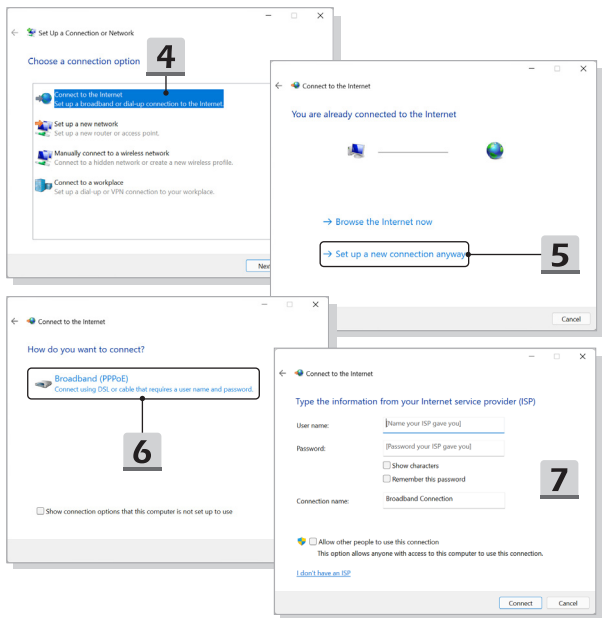 Set Up a Connection or Network
Choose a connection option
4
Connect to the Internet
Set up a broadband or dial-up connection to the Internet.
Set up a new network
Set up a new router or access point.
Manually connect to a wireless network
Connect to a hidden network or create a new wireless profile.
Connect to a workplace
Set up a dial-up or VPN connection to your workplace.
Nex
Connect to the Internet
You are already connected to the Internet
→ Browse the Internet now
→ Set up a new connection anyway
5
Cancel
Connect to the Internet
How do you want to connect?
Broadband (PPPoE)
Connect using DSL or cable that requires a user name and password.
6
Show connection options that this computer is not set up to use
Connect to the Internet
Type the information from your Internet service provider (ISP)
User name:
[Name your ISP gave you]
Password:
[Password your ISP gave you]
Show characters
Remember this password
7
Connection name:
Broadband Connection
Allow other people to use this connection
This option allows anyone with access to this computer to use this connection.
I don't have an ISP
Connect
Cancel